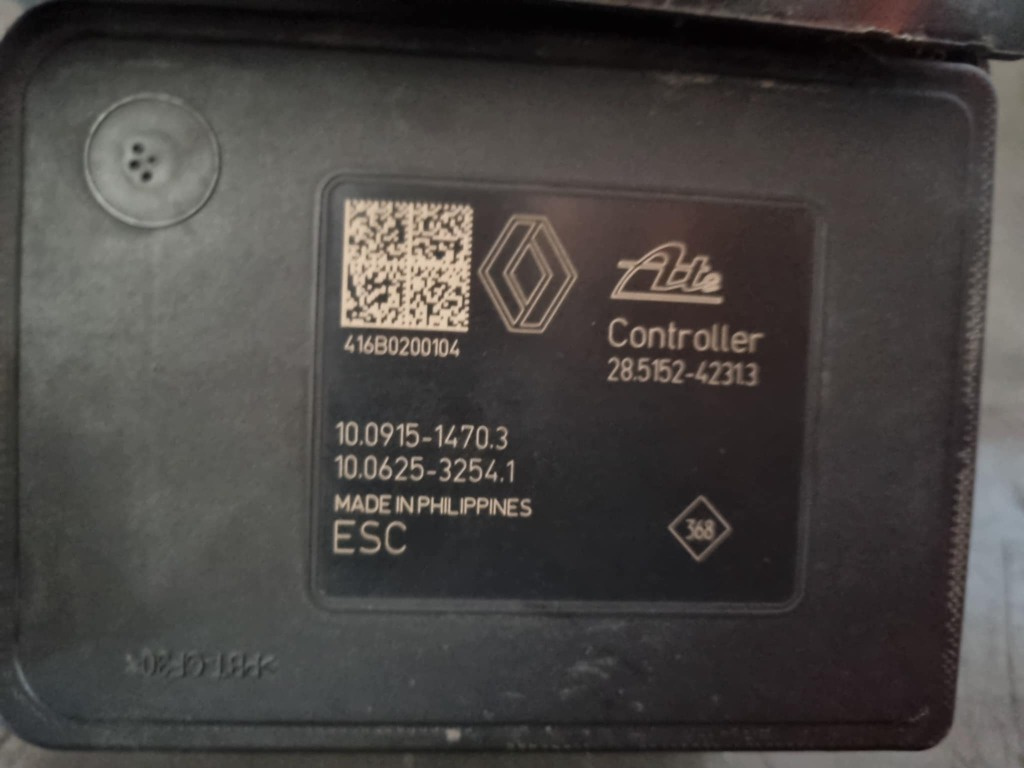 416B0200104
Ate
Controller
28.5152-4231.3
10.0915-1470.3
10.0625-3254.1
MADE IN PHILIPPINES
ESC
368